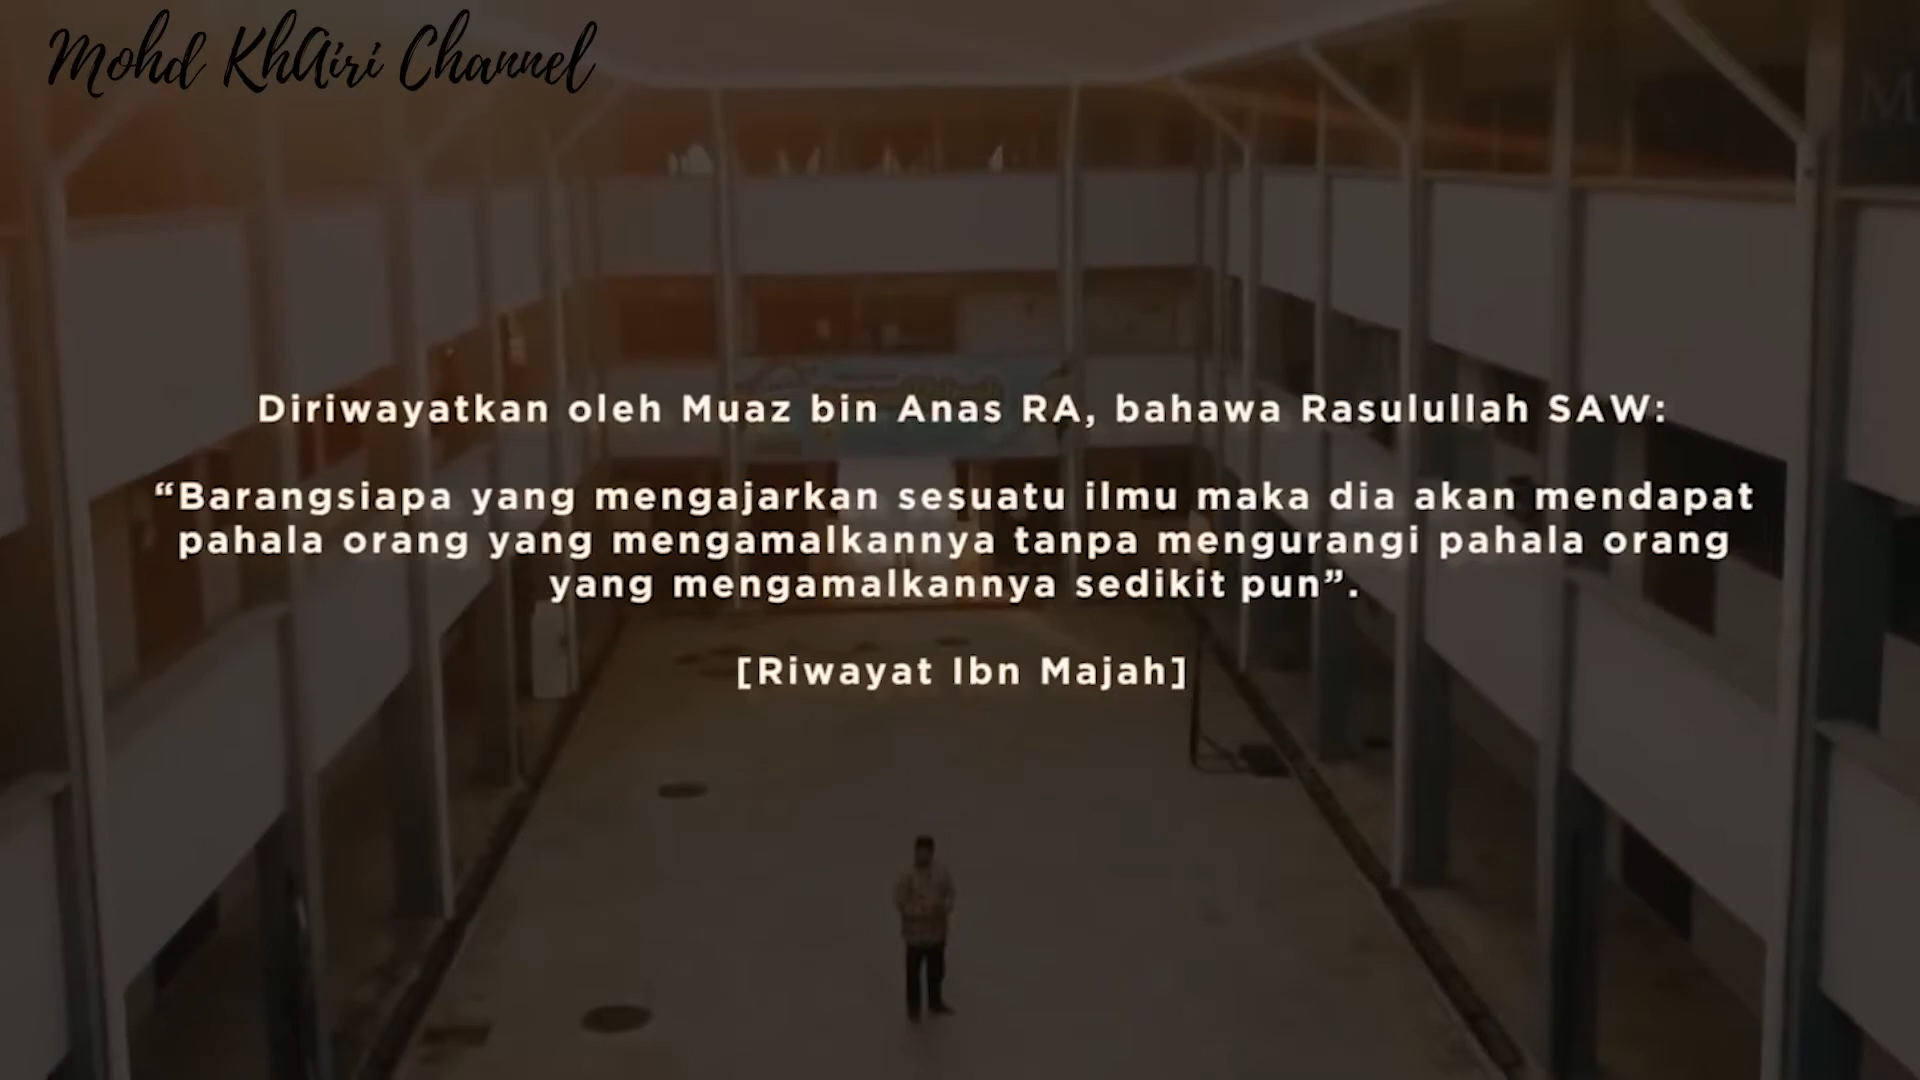 Mohd KhAiri Channel
M
Diriwayatkan oleh Muaz bin Anas RA, bahawa Rasulullah SAW:
“Barangsiapa yang mengajarkan sesuatu ilmu maka dia akan mendapat
pahala orang yang mengamalkannya tanpa mengurangi pahala orang
yang mengamalkannya sedikit pun”.
[Riwayat Ibn Majah]